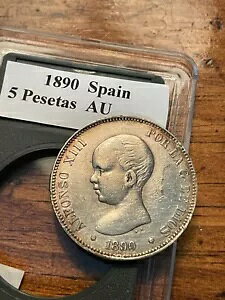 1890 Spain
5 Pesetas AU
ALFONSO XIII POR LA G. DE DIOS
1890